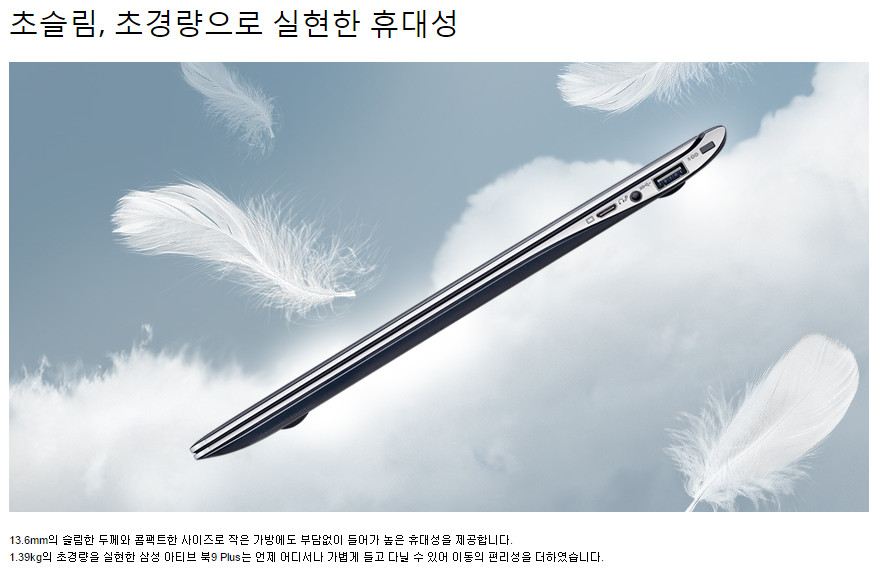 초슬림, 초경량으로 실현한 휴대성
13.6mm의 슬림한 두께와 콤팩트한 사이즈로 작은 가방에도 부담없이 들어가 높은 휴대성을 제공합니다.
1.39kg의 초경량을 실현한 삼성 아티브 북9 Plus는 언제 어디서나 가볍게 들고 다닐 수 있어 이동의 편리성을 더하였습니다.